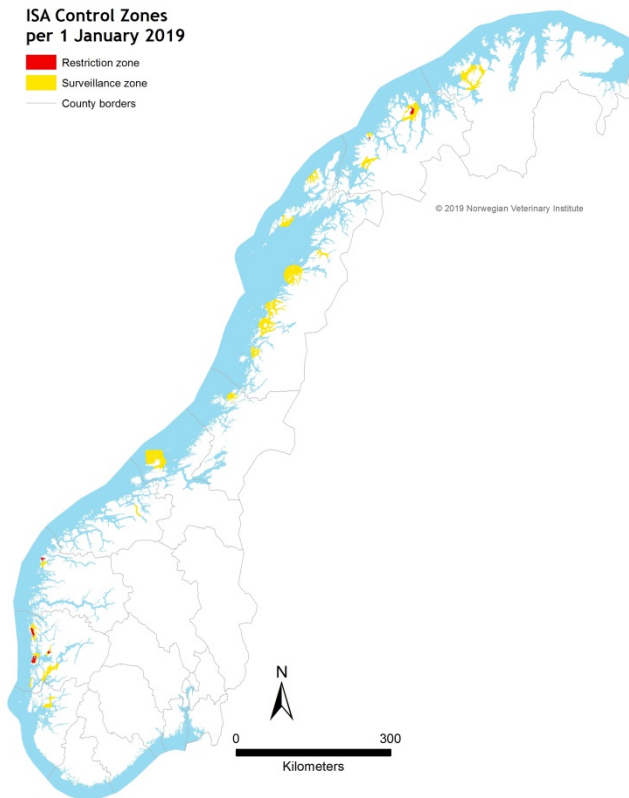 ISA Control Zones
per 1 January 2019
Restriction zone
Surveillance zone
County borders
© 2019 Norwegian Veterinary Institute
N
0 300
Kilometers